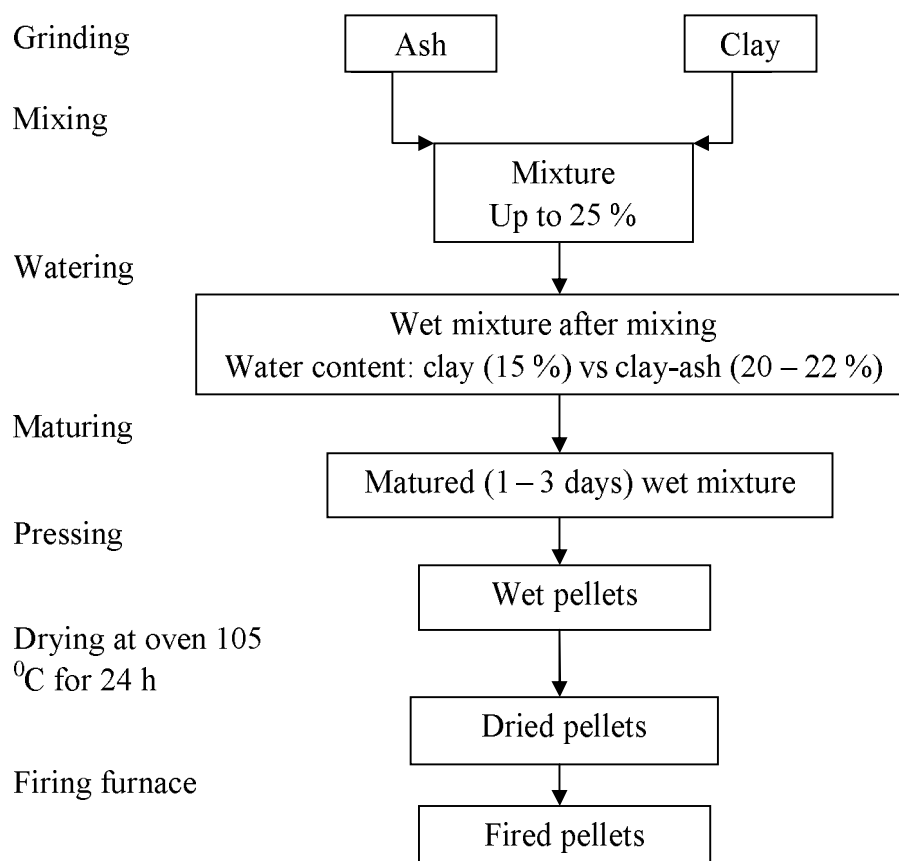 Grinding
Ash
Clay
Mixing
Mixture
Up to 25 %
Watering
Wet mixture after mixing
Water content: clay (15 %) vs clay-ash (20 – 22 %)
Maturing
Matured (1 – 3 days) wet mixture
Pressing
Wet pellets
Drying at oven 105
⁰C for 24 h
Dried pellets
Firing furnace
Fired pellets